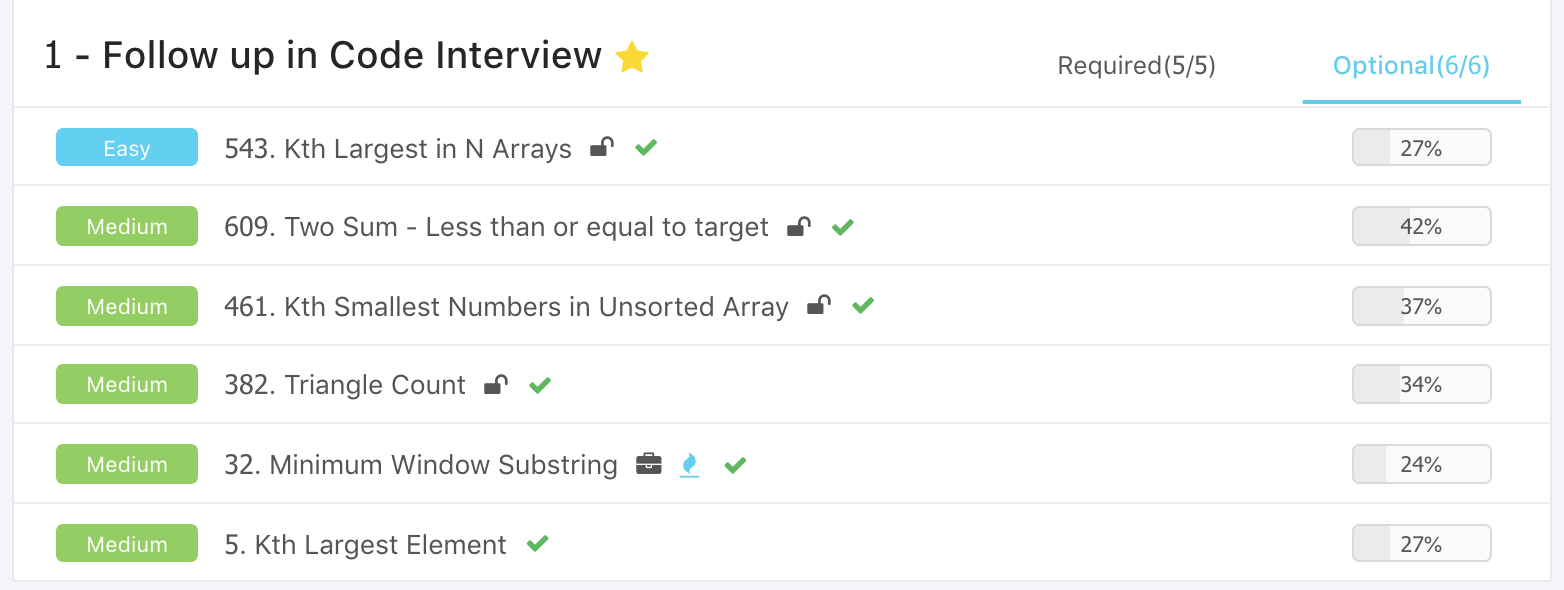 1 - Follow up in Code Interview
Required(5/5)
Optional(6/6)
Easy 543. Kth Largest in N Arrays 27%
Medium 609. Two Sum - Less than or equal to target 42%
Medium 461. Kth Smallest Numbers in Unsorted Array 37%
Medium 382. Triangle Count 34%
Medium 32. Minimum Window Substring 24%
Medium 5. Kth Largest Element 27%